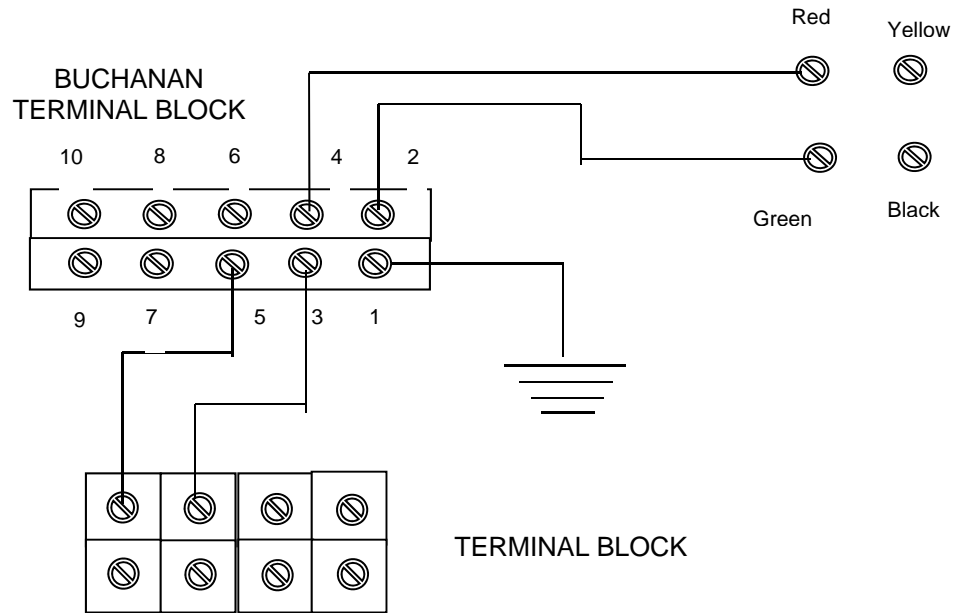 Red
Yellow
BUCHANAN
TERMINAL BLOCK
10 8 6 4 2
Green
Black
9 7 5 3 1
TERMINAL BLOCK